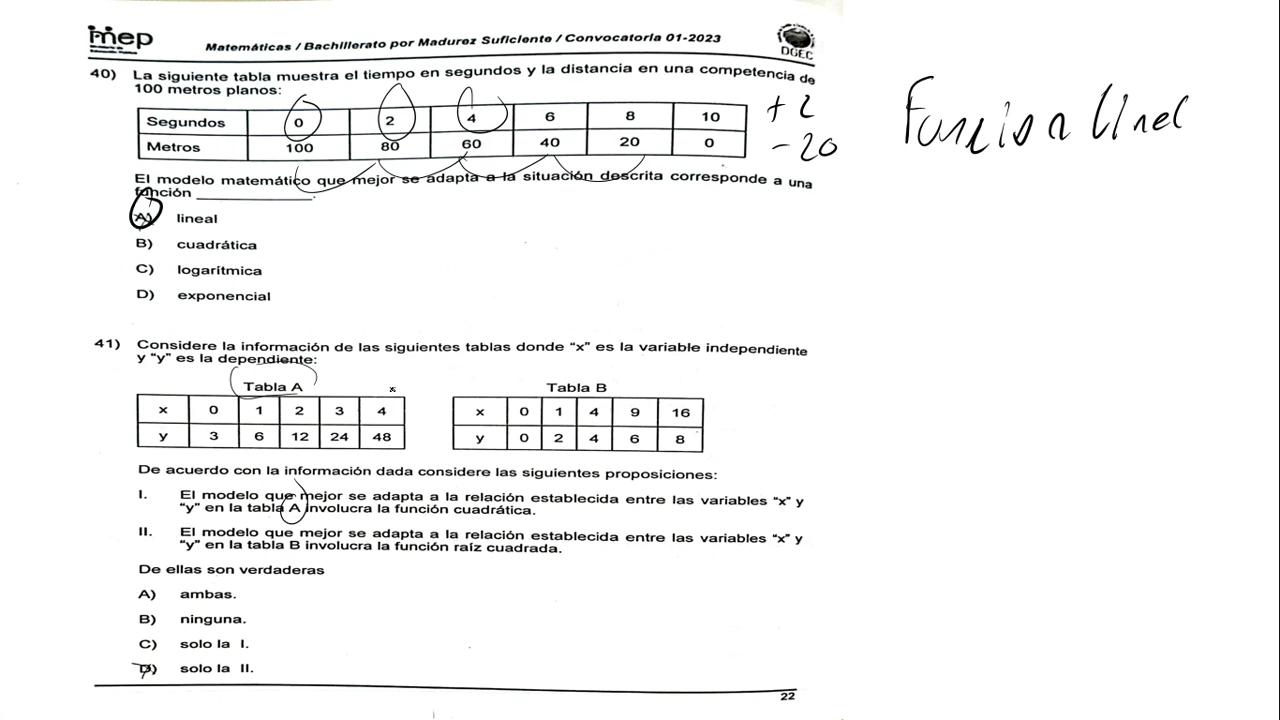 mep
Matemáticas / Bachillerato por Madurez Suficiente / Convocatoria 01-2023
DGEC
40) La siguiente tabla muestra el tiempo en segundos y la distancia en una competencia de
100 metros planos:
Segundos 0 2 4 6 8 10
Metros 100 80 60 40 20 0
+2
-20
Funcion Linel
El modelo matemático que mejor se adapta a la situación descrita corresponde a una
función ____________.
A) lineal
B) cuadrática
C) logarítmica
D) exponencial
41) Considere la información de las siguientes tablas donde "x" es la variable independiente
y "y" es la dependiente:
Tabla A
x 0 1 2 3 4
y 3 6 12 24 48
Tabla B
x 0 1 4 9 16
y 0 2 4 6 8
De acuerdo con la información dada considere las siguientes proposiciones:
I. El modelo que mejor se adapta a la relación establecida entre las variables "x" y
"y" en la tabla A involucra la función cuadrática.
II. El modelo que mejor se adapta a la relación establecida entre las variables "x" y
"y" en la tabla B involucra la función raíz cuadrada.
De ellas son verdaderas
A) ambas.
B) ninguna.
C) solo la I.
D) solo la II.
22